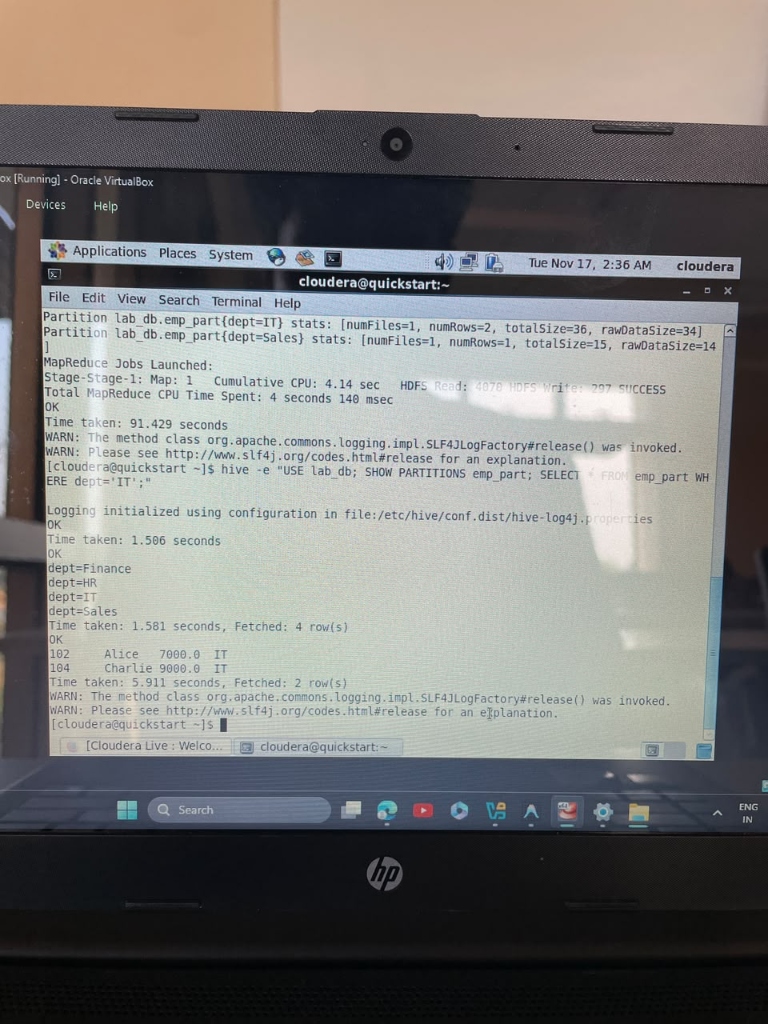 ox [Running] - Oracle VirtualBox
Devices Help
Applications Places System Tue Nov 17, 2:36 AM cloudera
cloudera@quickstart:~
File Edit View Search Terminal Help
Partition lab_db.emp_part{dept=IT} stats: [numFiles=1, numRows=2, totalSize=36, rawDataSize=34]
Partition lab_db.emp_part{dept=Sales} stats: [numFiles=1, numRows=1, totalSize=15, rawDataSize=14
]
MapReduce Jobs Launched:
Stage-Stage-1: Map: 1 Cumulative CPU: 4.14 sec HDFS Read: 4078 HDFS Write: 297 SUCCESS
Total MapReduce CPU Time Spent: 4 seconds 140 msec
OK
Time taken: 91.429 seconds
WARN: The method class org.apache.commons.logging.impl.SLF4JLogFactory#release() was invoked.
WARN: Please see http://www.slf4j.org/codes.html#release for an explanation.
[cloudera@quickstart ~]$ hive -e "USE lab_db; SHOW PARTITIONS emp_part; SELECT * FROM emp_part WH
ERE dept='IT';"
Logging initialized using configuration in file:/etc/hive/conf.dist/hive-log4j.properties
OK
Time taken: 1.506 seconds
OK
dept=Finance
dept=HR
dept=IT
dept=Sales
Time taken: 1.581 seconds, Fetched: 4 row(s)
OK
102 Alice 7000.0 IT
104 Charlie 9000.0 IT
Time taken: 5.911 seconds, Fetched: 2 row(s)
WARN: The method class org.apache.commons.logging.impl.SLF4JLogFactory#release() was invoked.
WARN: Please see http://www.slf4j.org/codes.html#release for an explanation.
[cloudera@quickstart ~]$
[Cloudera Live : Welco... cloudera@quickstart:~
Search ENG
IN
hp